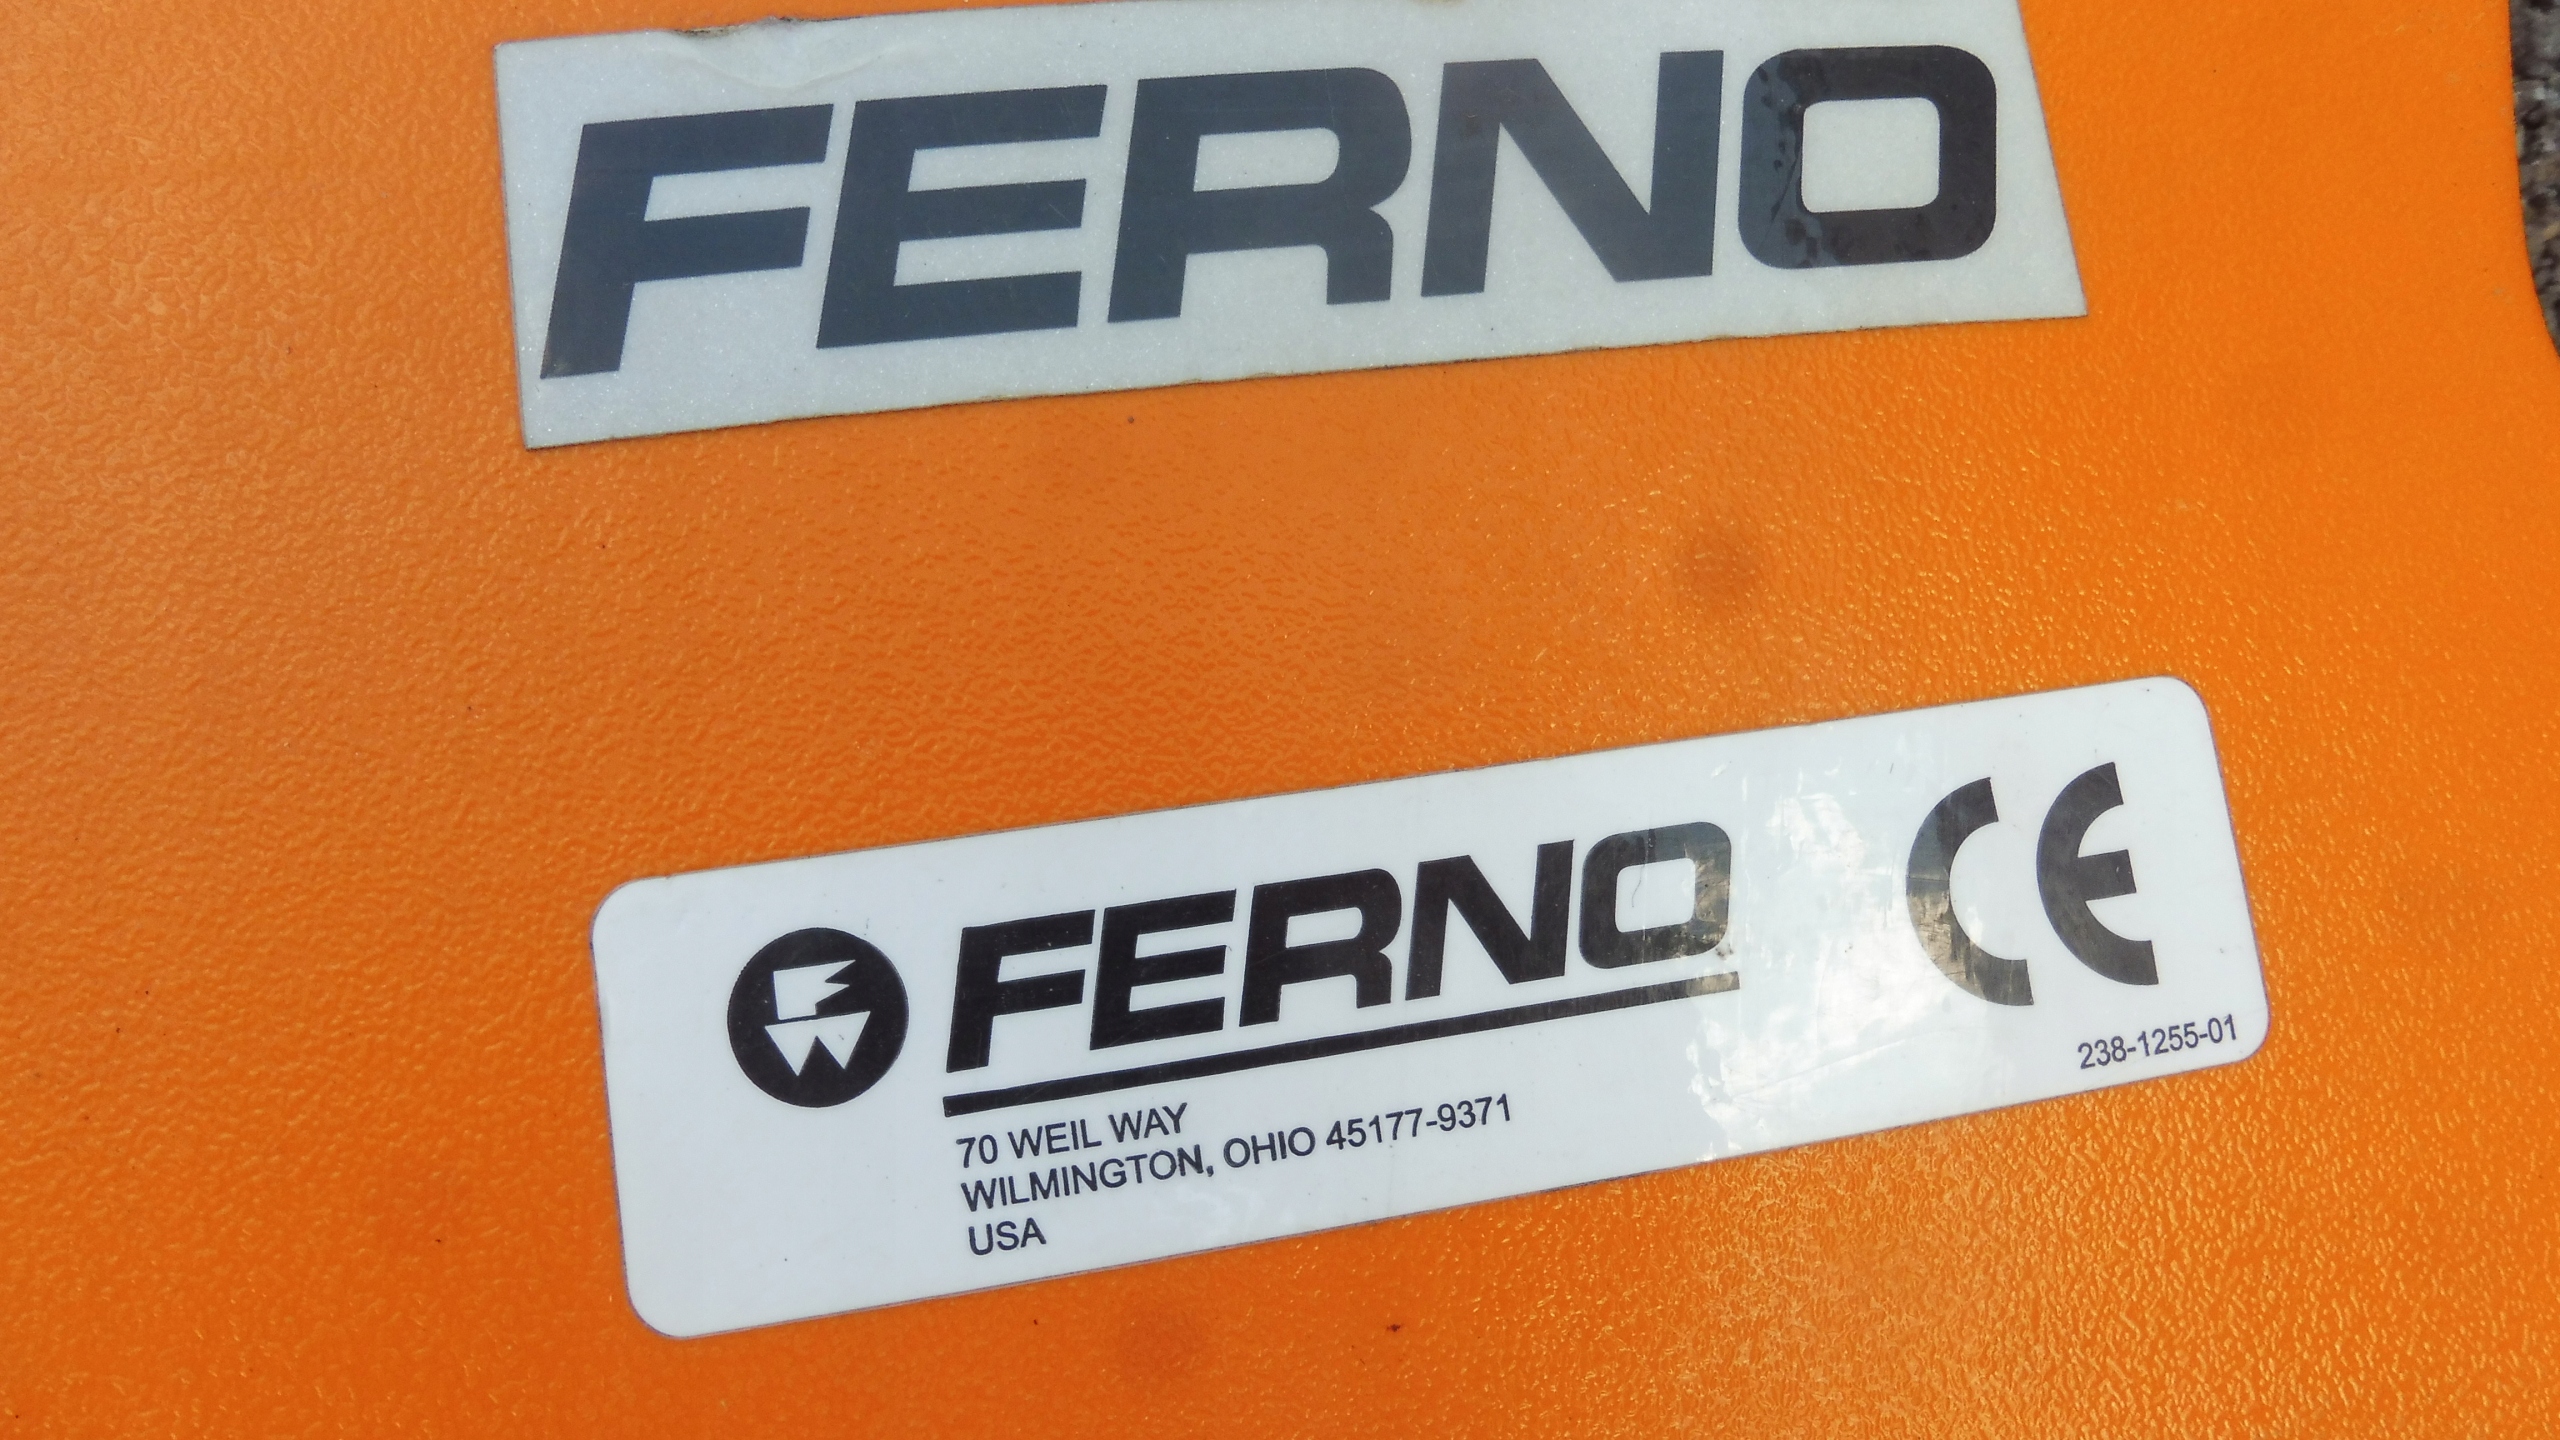 FERNO
FERNO
CE
238-1255-01
70 WEIL WAY
WILMINGTON, OHIO 45177-9371
USA